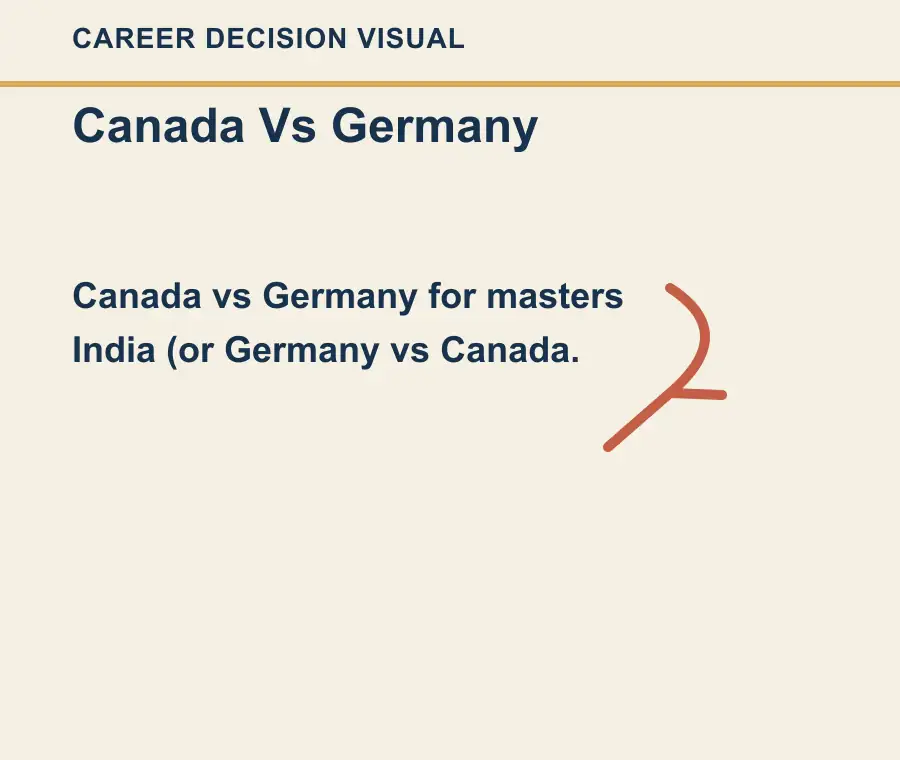 CAREER DECISION VISUAL
Canada Vs Germany
Canada vs Germany for masters
India (or Germany vs Canada.